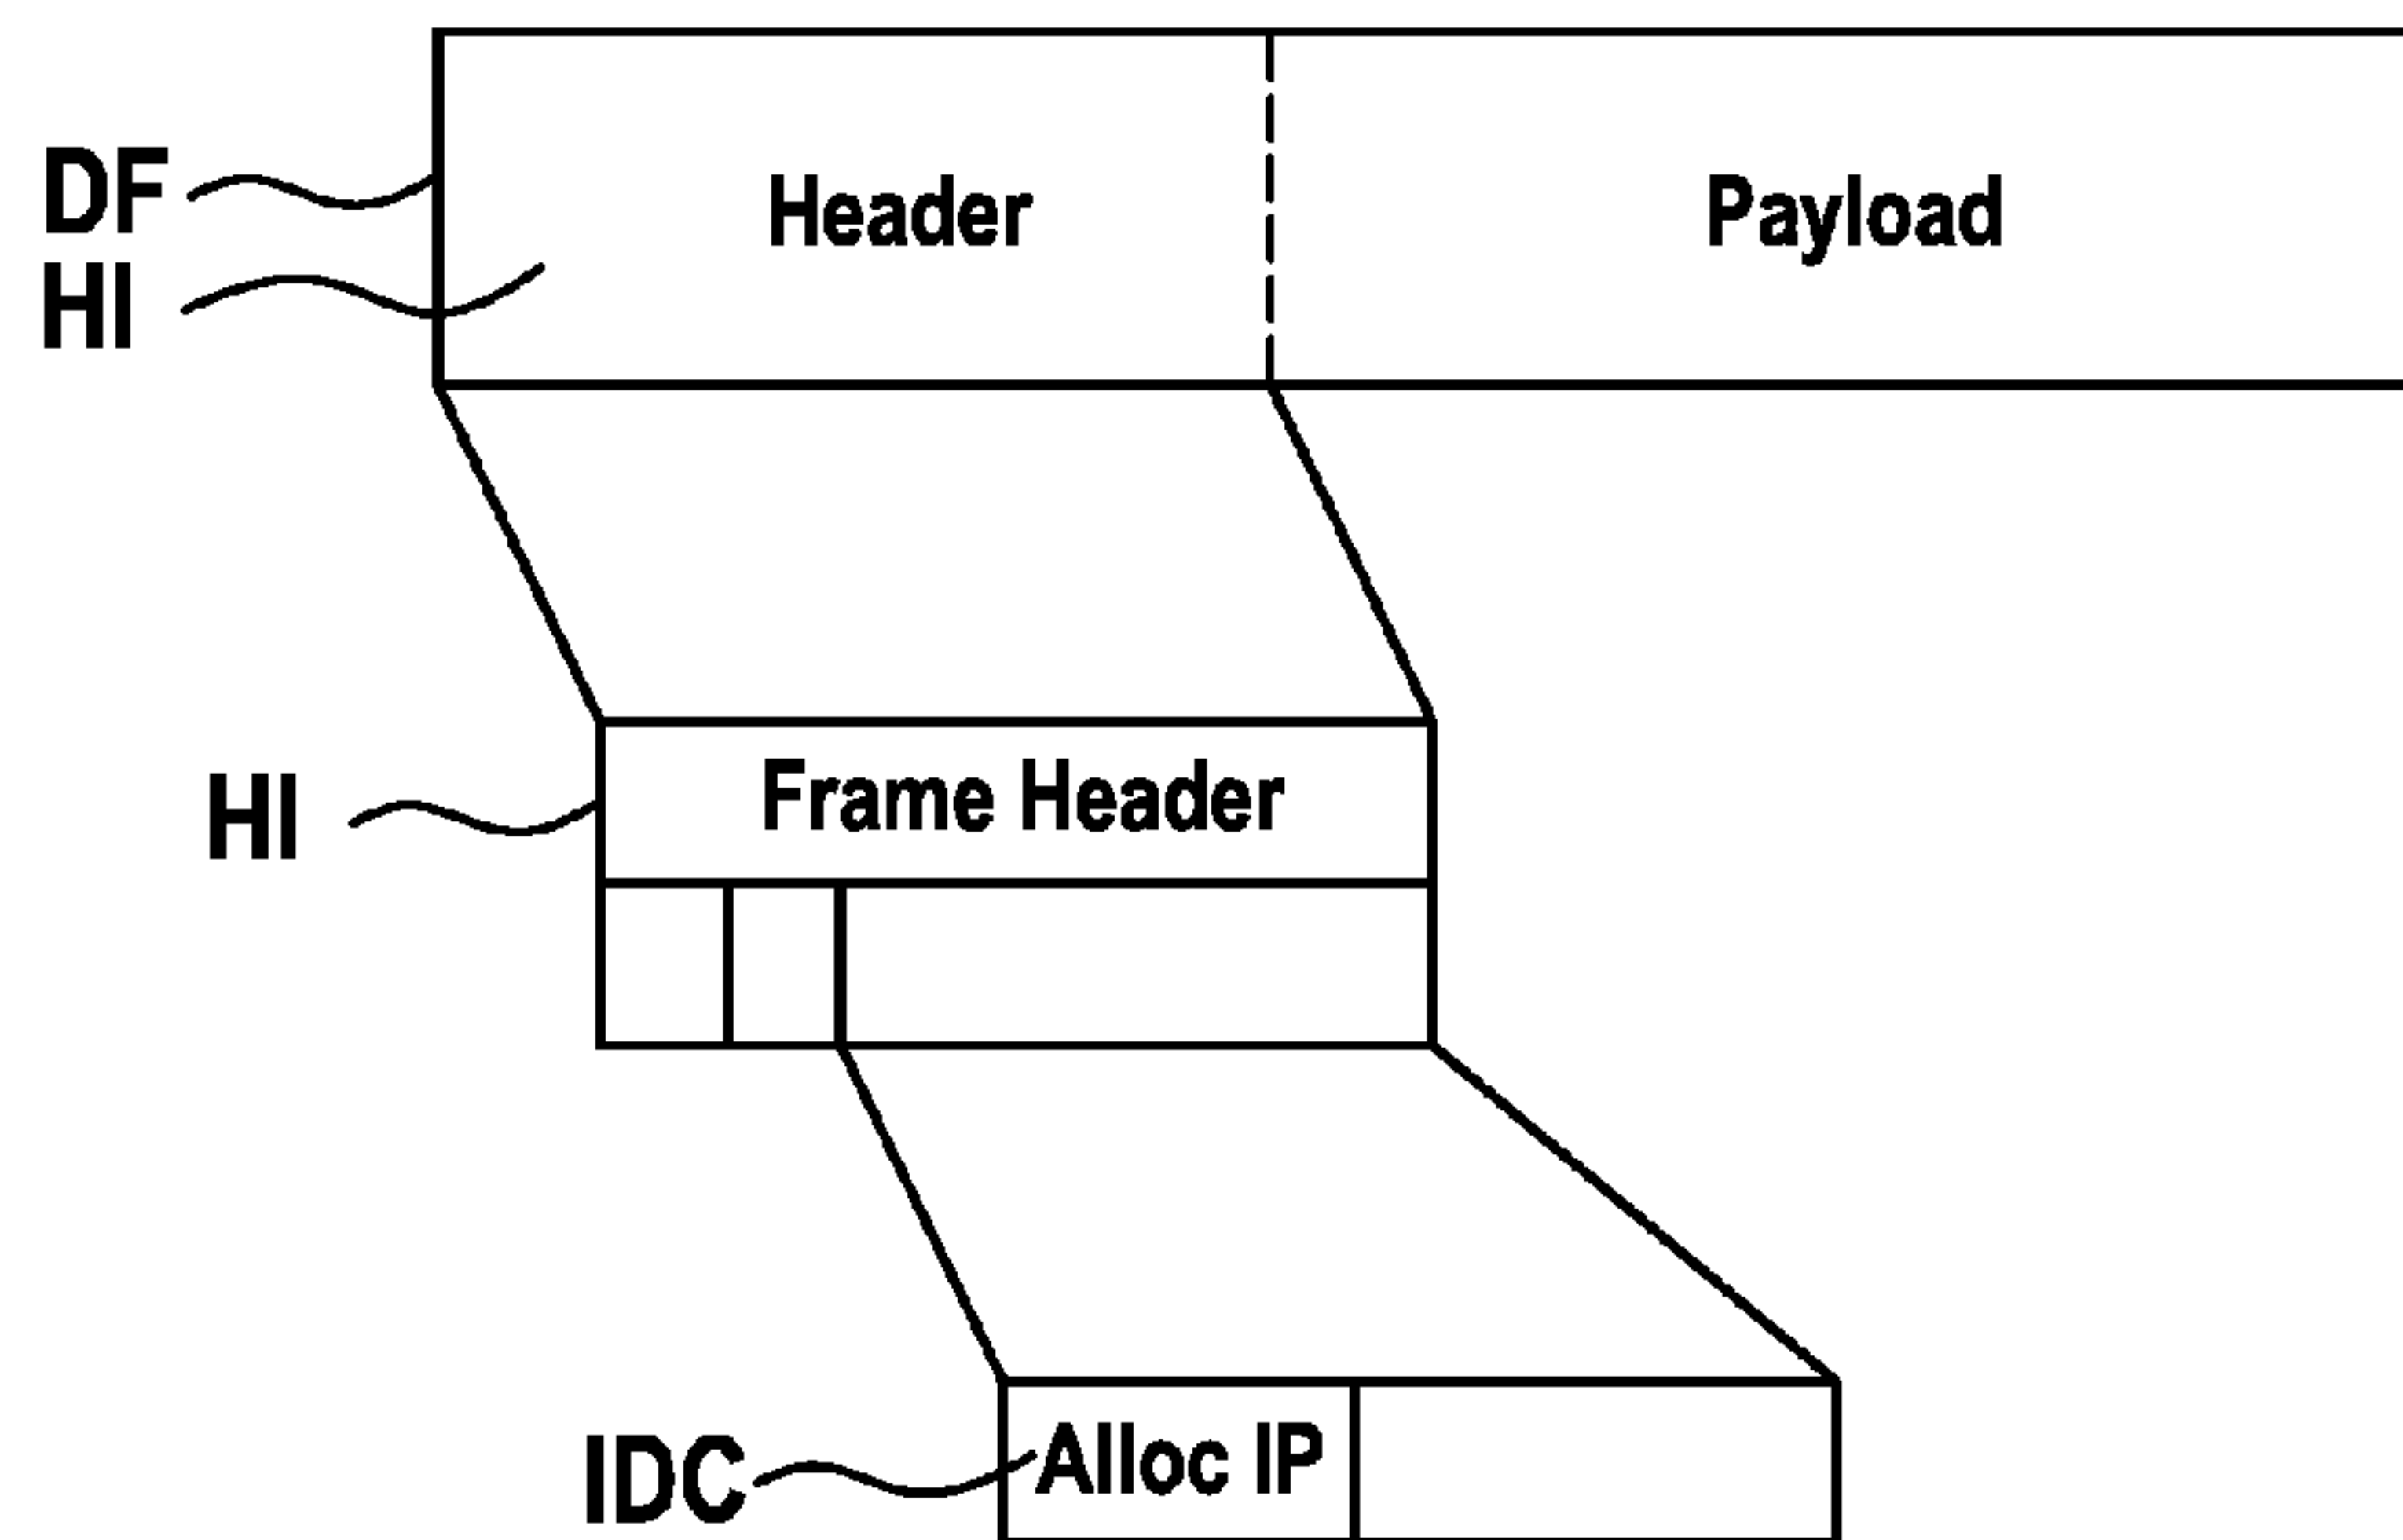 DF
Header
Payload
HI
HI
Frame Header
IDC
Alloc IP